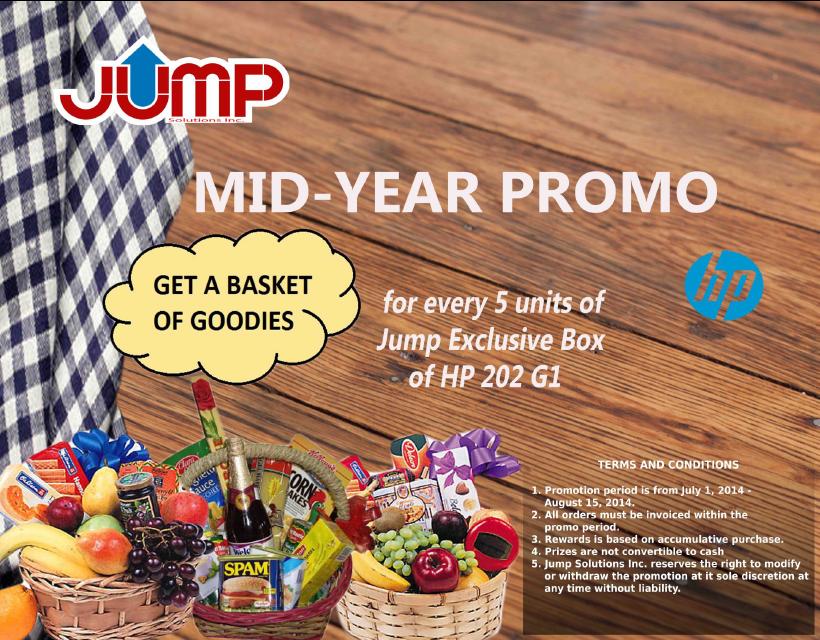 JUMP
Solutions Inc.
MID-YEAR PROMO
GET A BASKET
OF GOODIES
for every 5 units of
Jump Exclusive Box
of HP 202 G1
hp
SPAM
TERMS AND CONDITIONS
1. Promotion period is from July 1, 2014 -
August 15, 2014.
2. All orders must be invoiced within the
promo period.
3. Rewards is based on accumulative purchase.
4. Prizes are not convertible to cash
5. Jump Solutions Inc. reserves the right to modify
or withdraw the promotion at it sole discretion at
any time without liability.